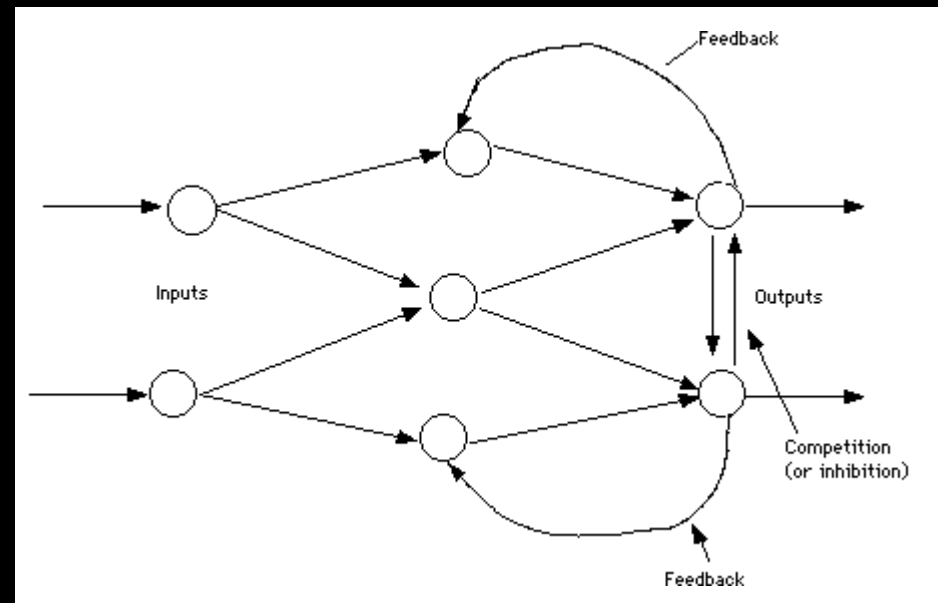 Feedback
Inputs
Outputs
Competition
(or inhibition)
Feedback